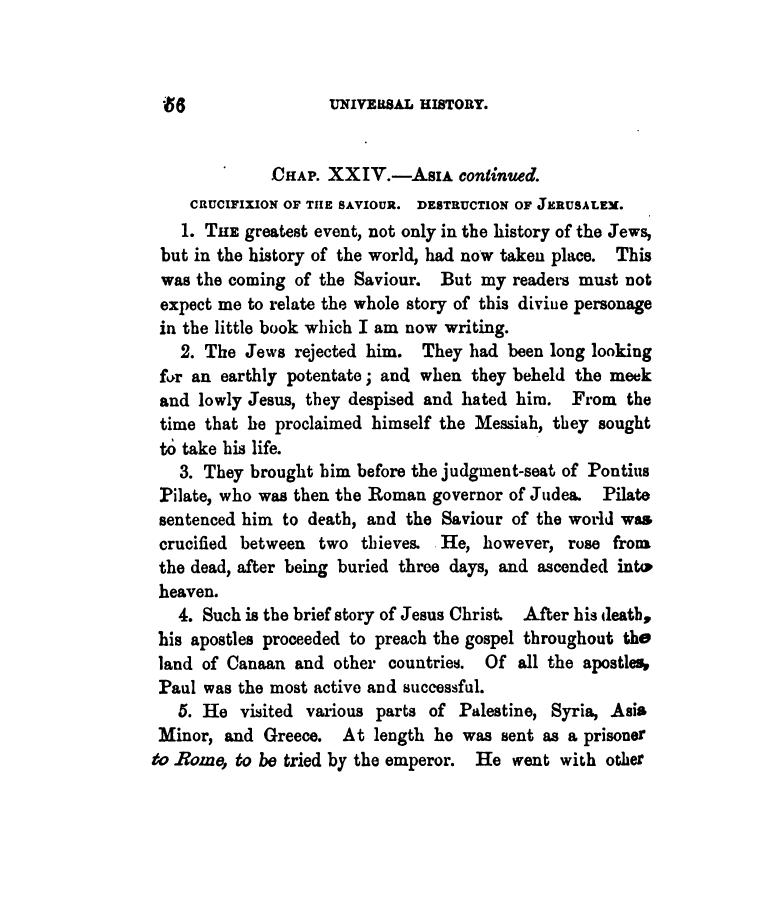 56 UNIVERSAL HISTORY.
CHAP. XXIV.—ASIA continued.
CRUCIFIXION OF THE SAVIOUR. DESTRUCTION OF JERUSALEM.
1. THE greatest event, not only in the history of the Jews,
but in the history of the world, had now taken place. This
was the coming of the Saviour. But my readers must not
expect me to relate the whole story of this divine personage
in the little book which I am now writing.
2. The Jews rejected him. They had been long looking
for an earthly potentate; and when they beheld the meek
and lowly Jesus, they despised and hated him. From the
time that he proclaimed himself the Messiah, they sought
to take his life.
3. They brought him before the judgment-seat of Pontius
Pilate, who was then the Roman governor of Judea. Pilate
sentenced him to death, and the Saviour of the world was
crucified between two thieves. He, however, rose from
the dead, after being buried three days, and ascended into
heaven.
4. Such is the brief story of Jesus Christ. After his death,
his apostles proceeded to preach the gospel throughout the
land of Canaan and other countries. Of all the apostles,
Paul was the most active and successful.
5. He visited various parts of Palestine, Syria, Asia
Minor, and Greece. At length he was sent as a prisoner
to Rome, to be tried by the emperor. He went with other